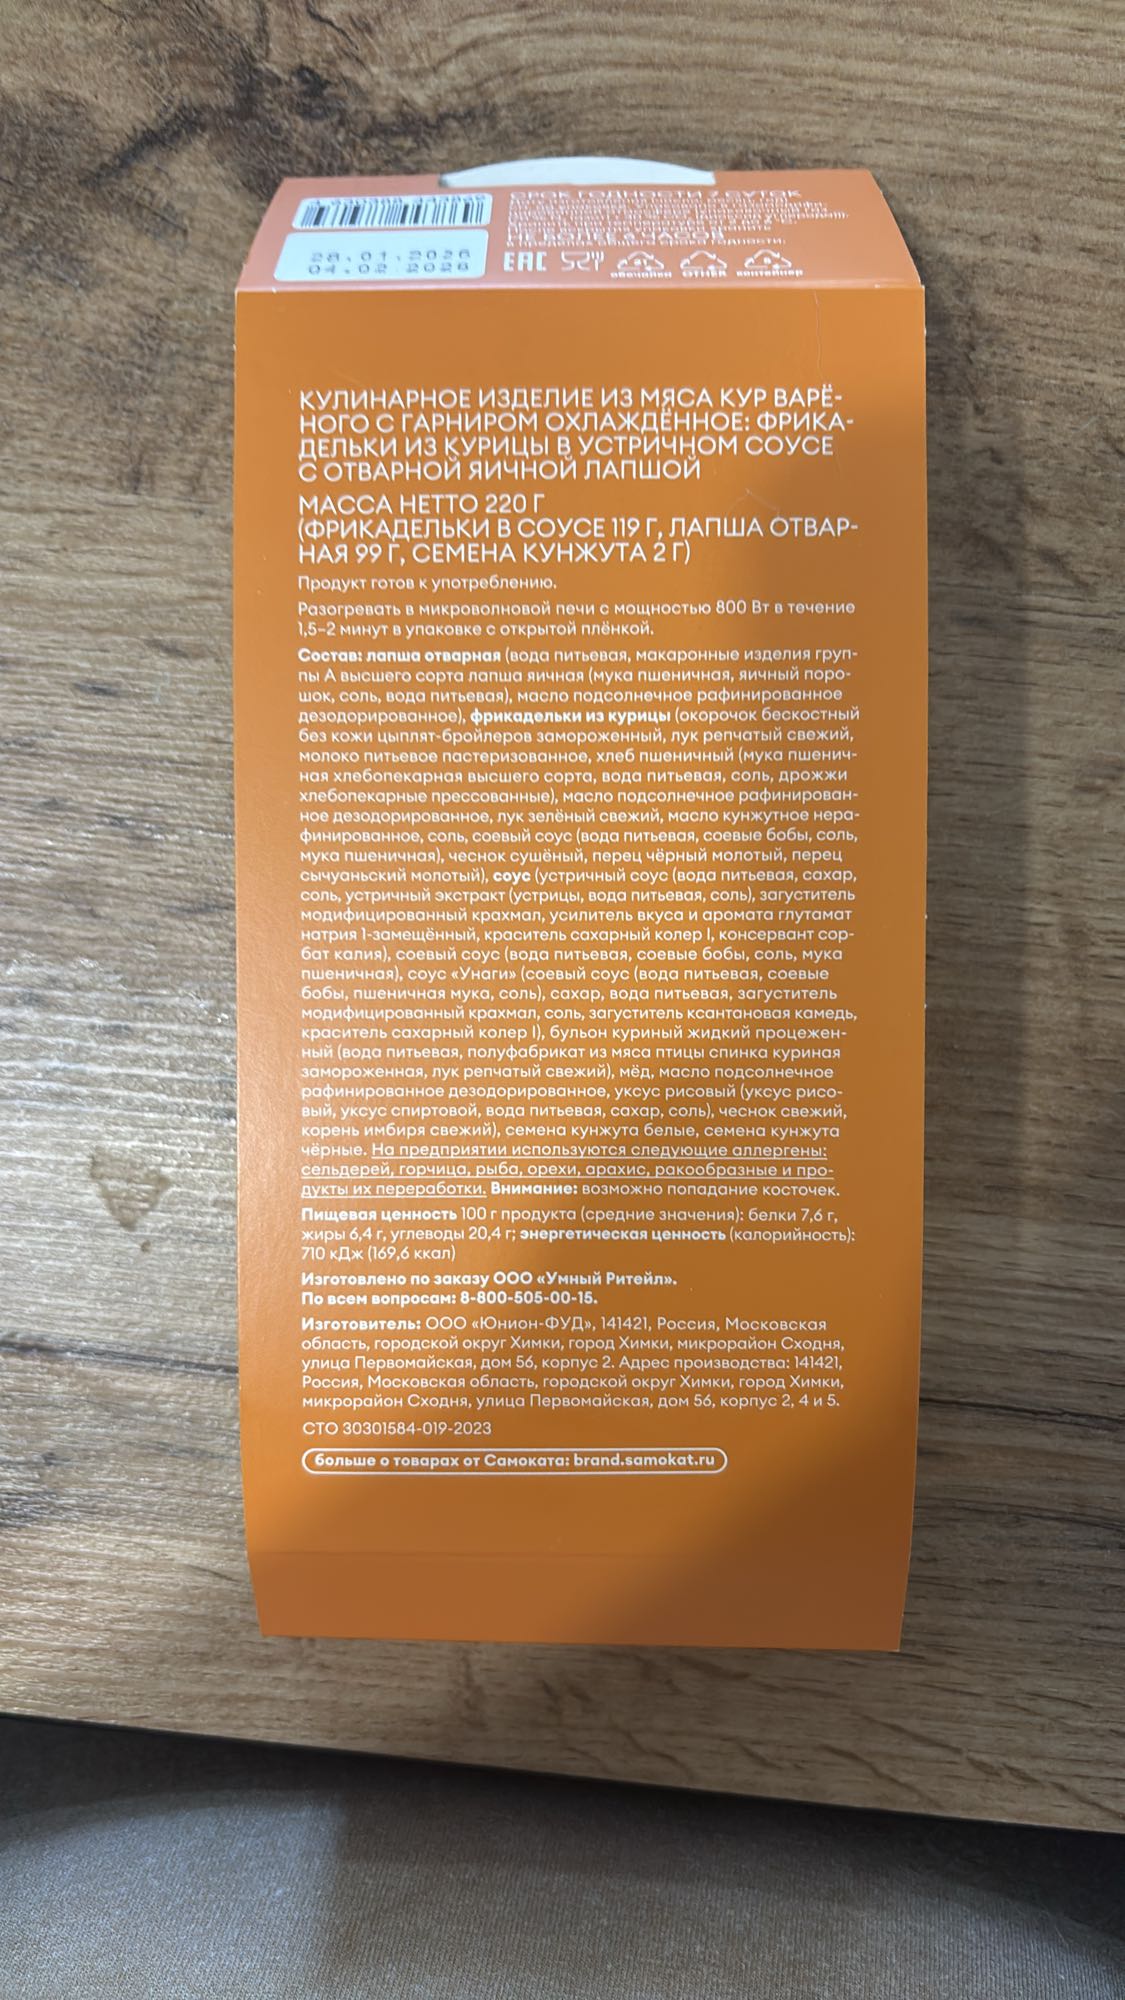 СРОК ГОДНОСТИ 7 СУТОК
НЕ БОЛЕЕ
28.01.2026
04.02.2026
EAC
OTHER
контейнер
КУЛИНАРНОЕ ИЗДЕЛИЕ ИЗ МЯСА КУР ВАРЁ-
НОГО С ГАРНИРОМ ОХЛАЖДЁННОЕ: ФРИКА-
ДЕЛЬКИ ИЗ КУРИЦЫ В УСТРИЧНОМ СОУСЕ
С ОТВАРНОЙ ЯИЧНОЙ ЛАПШОЙ
МАССА НЕТТО 220 Г
(ФРИКАДЕЛЬКИ В СОУСЕ 119 Г, ЛАПША ОТВАР-
НАЯ 99 Г, СЕМЕНА КУНЖУТА 2 Г)
Продукт готов к употреблению.
Разогревать в микроволновой печи с мощностью 800 Вт в течение
1,5–2 минут в упаковке с открытой плёнкой.
Состав: лапша отварная (вода питьевая, макаронные изделия груп-
пы А высшего сорта лапша яичная (мука пшеничная, яичный поро-
шок, соль, вода питьевая), масло подсолнечное рафинированное
дезодорированное), фрикадельки из курицы (окорочок бескостный
без кожи цыплят-бройлеров замороженный, лук репчатый свежий,
молоко питьевое пастеризованное, хлеб пшеничный (мука пшенич-
ная хлебопекарная высшего сорта, вода питьевая, соль, дрожжи
хлебопекарные прессованные), масло подсолнечное рафинирован-
ное дезодорированное, лук зелёный свежий, масло кунжутное нера-
финированное, соль, соевый соус (вода питьевая, соевые бобы, соль,
мука пшеничная), чеснок сушёный, перец чёрный молотый, перец
сычуаньский молотый), соус (устричный соус (вода питьевая, сахар,
соль, устричный экстракт (устрицы, вода питьевая, соль), загуститель
модифицированный крахмал, усилитель вкуса и аромата глутамат
натрия 1-замещённый, краситель сахарный колер I, консервант сор-
бат калия), соевый соус (вода питьевая, соевые бобы, соль, мука
пшеничная), соус «Унаги» (соевый соус (вода питьевая, соевые
бобы, пшеничная мука, соль), сахар, вода питьевая, загуститель
модифицированный крахмал, соль, загуститель ксантановая камедь,
краситель сахарный колер I), бульон куриный жидкий процежен-
ный (вода питьевая, полуфабрикат из мяса птицы спинка куриная
замороженная, лук репчатый свежий), мёд, масло подсолнечное
рафинированное дезодорированное, уксус рисовый (уксус рисо-
вый, уксус спиртовой, вода питьевая, сахар, соль), чеснок свежий,
корень имбиря свежий), семена кунжута белые, семена кунжута
чёрные. На предприятии используются следующие аллергены:
сельдерей, горчица, рыба, орехи, арахис, ракообразные и про-
дукты их переработки. Внимание: возможно попадание косточек.
Пищевая ценность 100 г продукта (средние значения): белки 7,6 г,
жиры 6,4 г, углеводы 20,4 г; энергетическая ценность (калорийность):
710 кДж (169,6 ккал)
Изготовлено по заказу ООО «Умный Ритейл».
По всем вопросам: 8-800-505-00-15.
Изготовитель: ООО «Юнион-ФУД», 141421, Россия, Московская
область, городской округ Химки, город Химки, микрорайон Сходня,
улица Первомайская, дом 56, корпус 2. Адрес производства: 141421,
Россия, Московская область, городской округ Химки, город Химки,
микрорайон Сходня, улица Первомайская, дом 56, корпус 2, 4 и 5.
СТО 30301584-019-2023
больше о товарах от Самоката: brand.samokat.ru